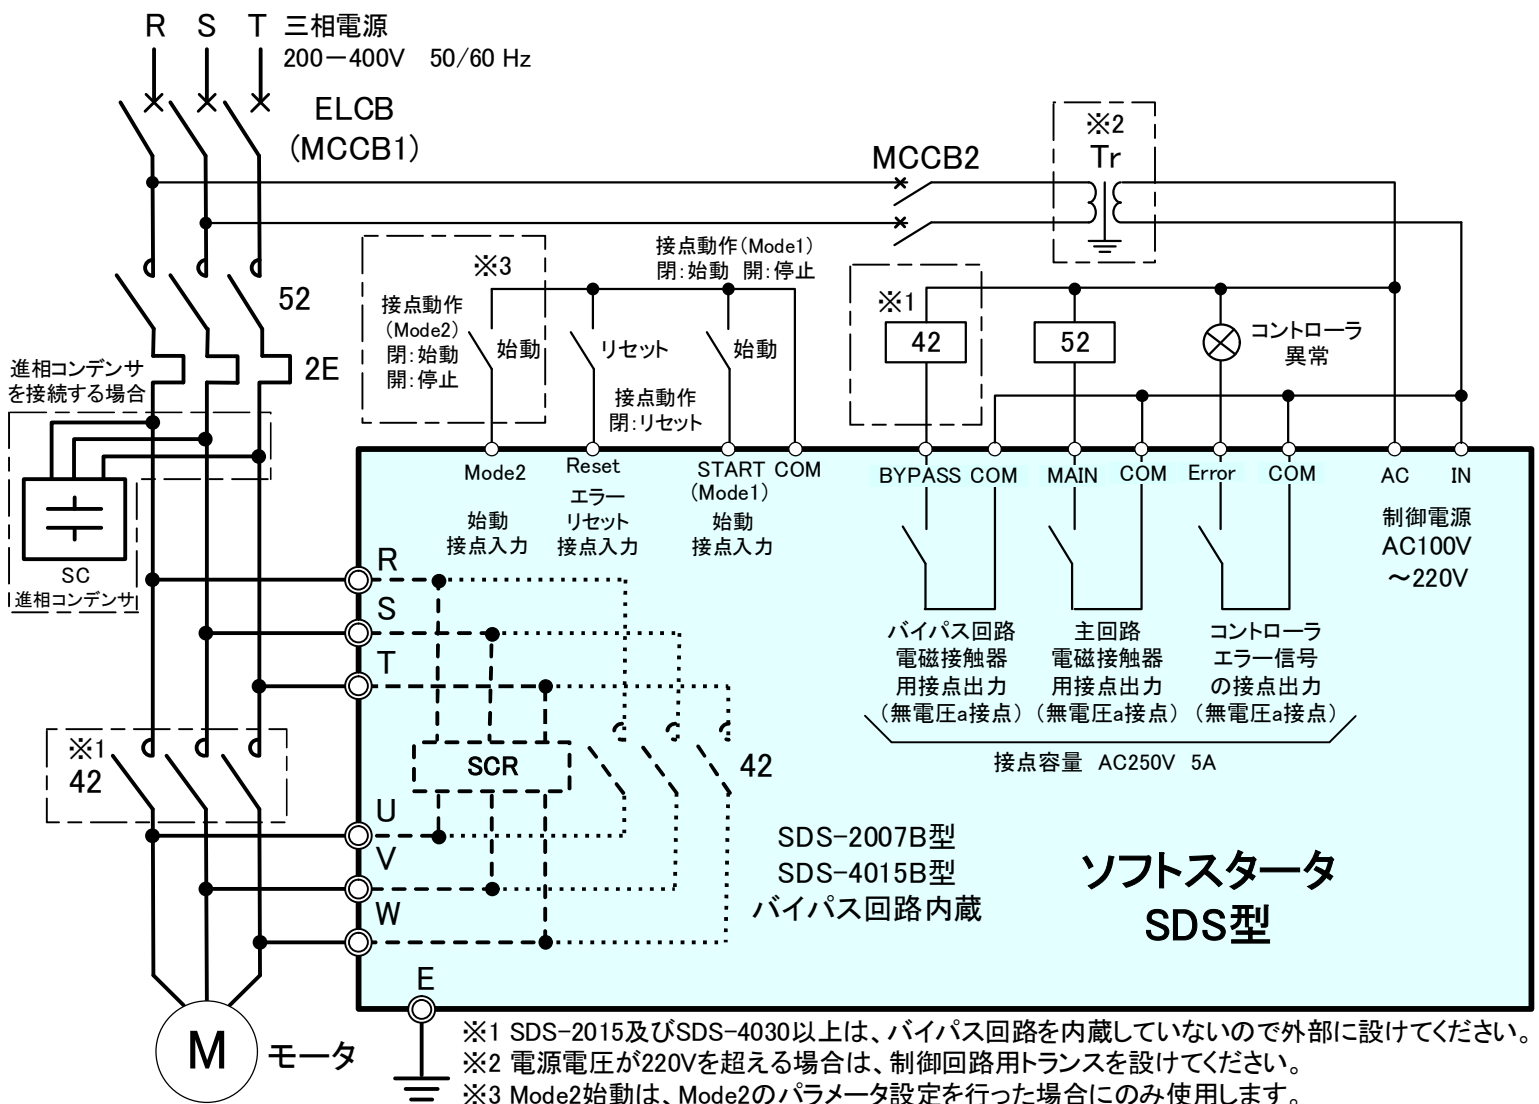 R S T 三相電源
200－400V 50/60 Hz
ELCB
(MCCB1)
MCCB2
※2
Tr
52
2E
進相コンデンサ
を接続する場合
SC
進相コンデンサ
※3
接点動作
(Mode2)
閉：始動
開：停止
始動
リセット
接点動作
閉：リセット
接点動作（Mode1）
閉：始動 開：停止
始動
※1
42
52
コントローラ
異常
Mode2
始動
接点入力
Reset
エラー
リセット
接点入力
START
(Mode1)
始動
接点入力
COM
BYPASS COM
MAIN COM
Error COM
AC IN
制御電源
AC100V
～220V
バイパス回路
電磁接触器
用接点出力
（無電圧a接点）
主回路
電磁接触器
用接点出力
（無電圧a接点）
コントローラ
エラー信号
の接点出力
（無電圧a接点）
接点容量 AC250V 5A
R
S
T
SCR
42
※1
42
U
V
W
SDS-2007B型
SDS-4015B型
バイパス回路内蔵
ソフトスタータ
SDS型
E
M モータ
※1 SDS-2015及びSDS-4030以上は、バイパス回路を内蔵していないので外部に設けてください。
※2 電源電圧が220Vを超える場合は、制御回路用トランスを設けてください。
※3 Mode2始動は、Mode2のパラメータ設定を行った場合にのみ使用します。